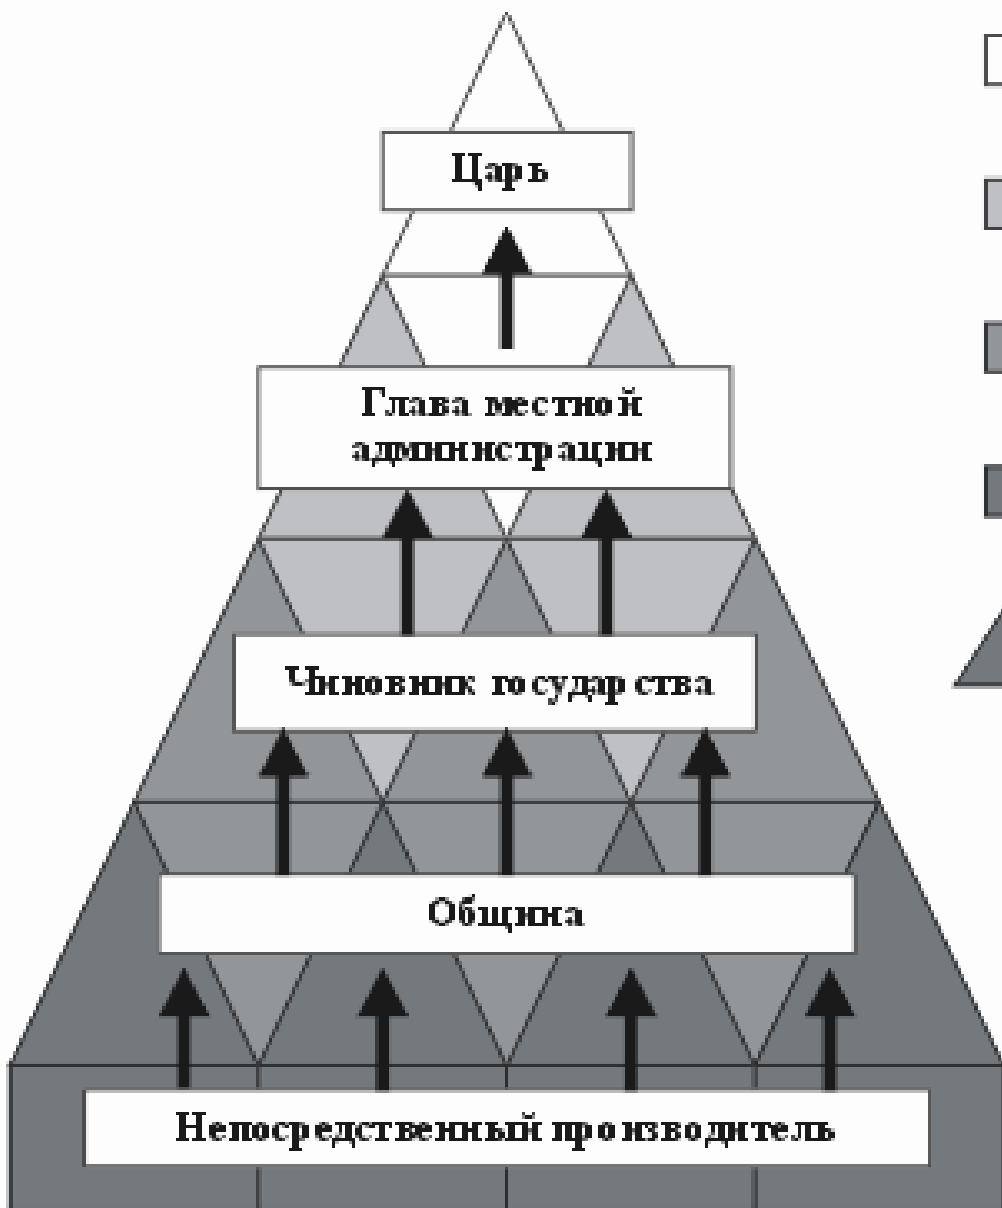 Царь
Глава местной
администрации
Чиновник государства
Община
Непосредственный производитель